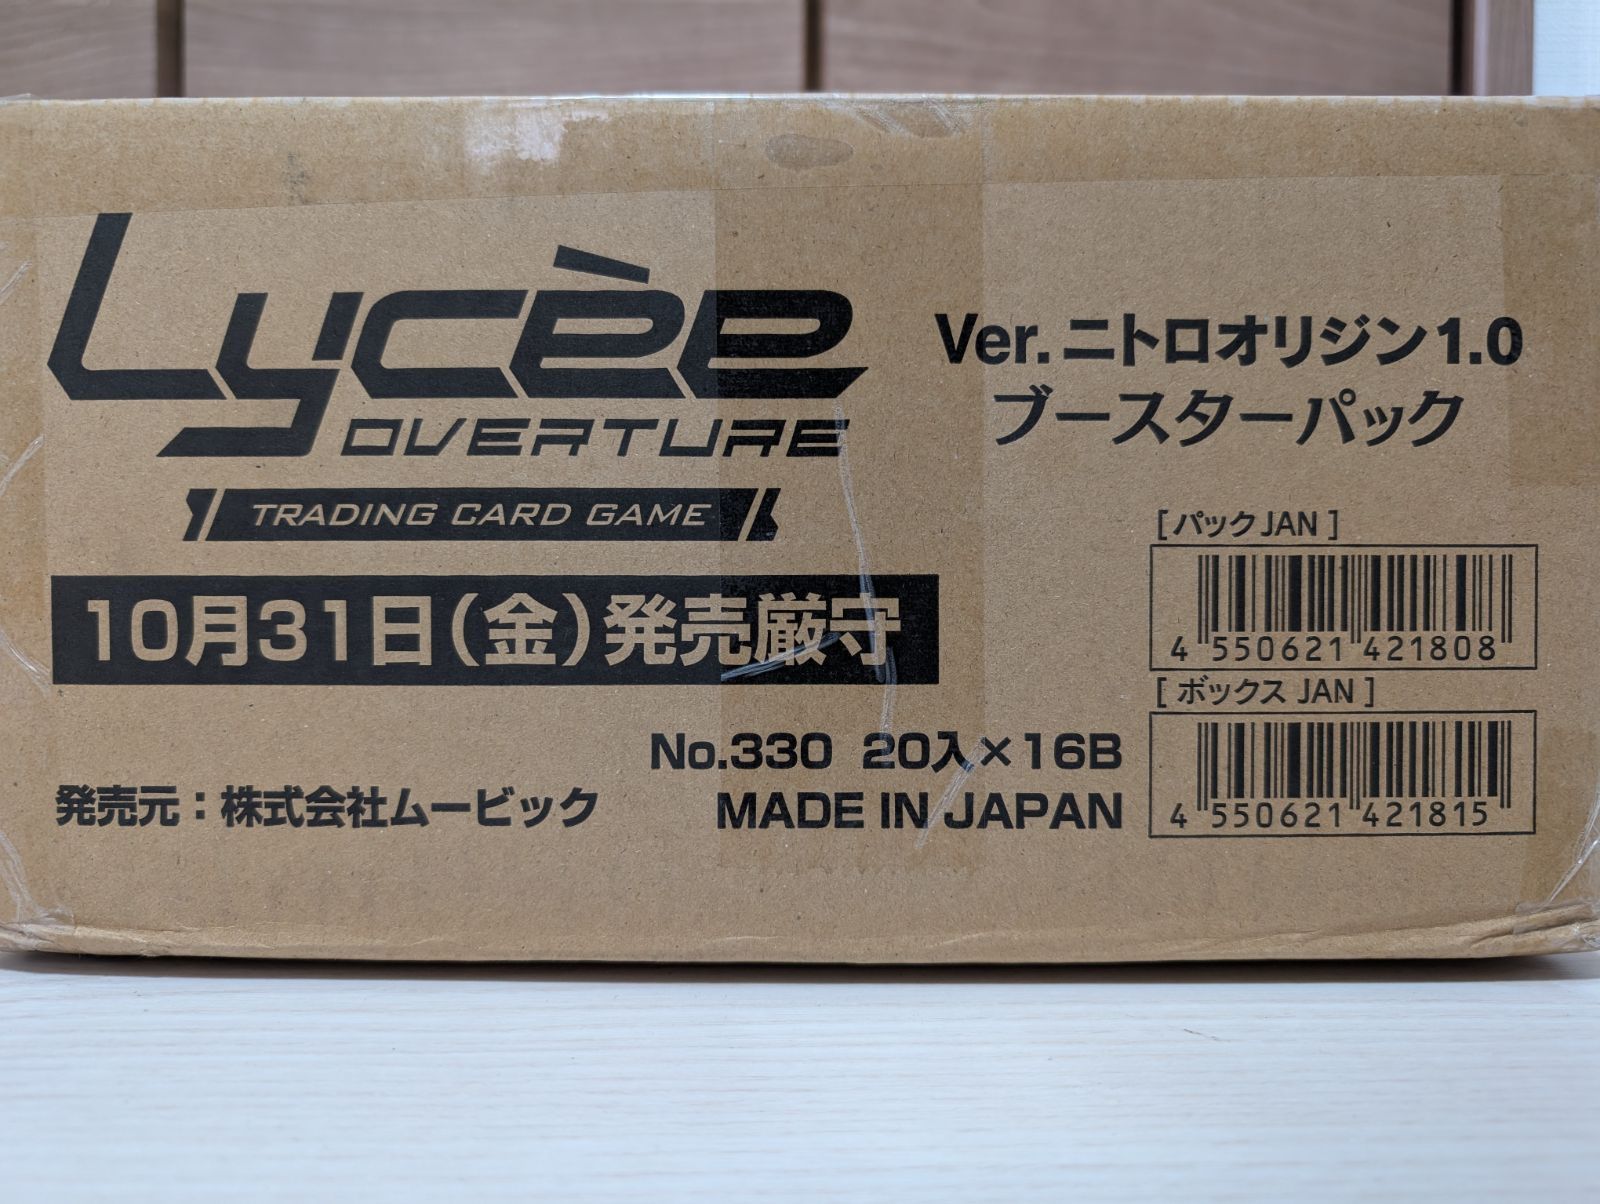 Lycèe
OVERTURE
TRADING CARD GAME
Ver.ニトロオリジン1.0
ブースターパック
10月31日(金)発売厳守
[パックJAN]
4 550621 421808
[ボックス JAN]
4 550621 421815
No.330 20入×16B
MADE IN JAPAN
発売元：株式会社ムービック